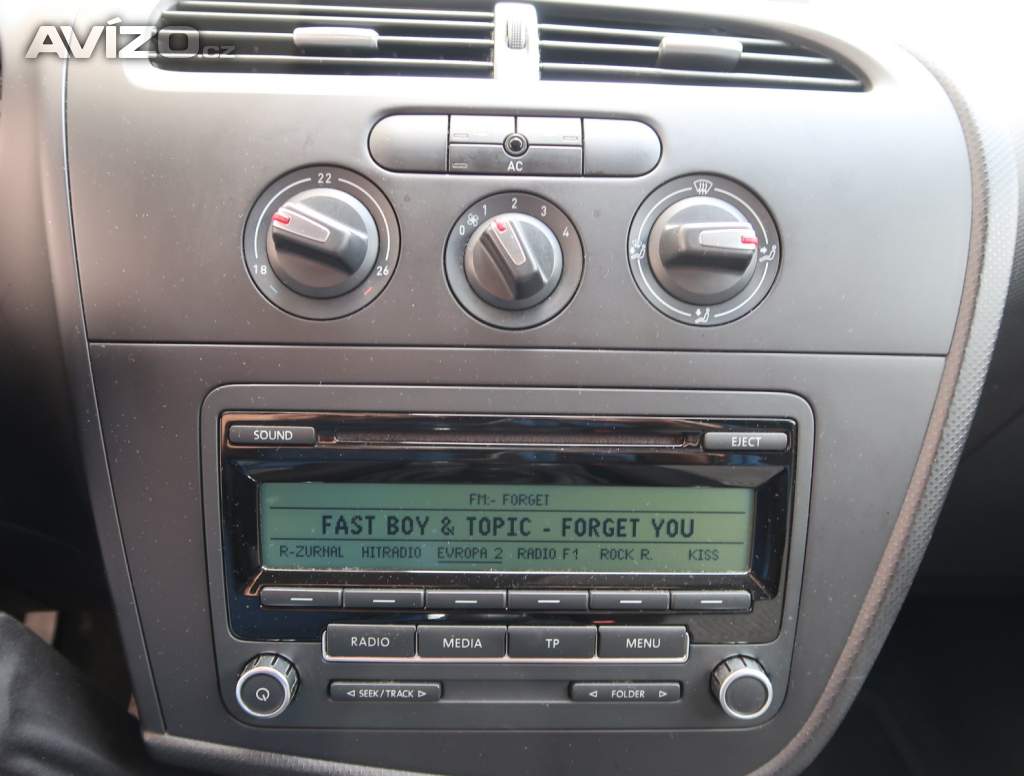 AVÍZO.cz
AC
22
18 26
0 1 2 3 4
SOUND EJECT
FM:- FORGET
FAST BOY & TOPIC - FORGET YOU
R-ZURNAL HITRADIO EVROPA 2 RADIO F1 ROCK R. KISS
RADIO MEDIA TP MENU
SEEK/TRACK FOLDER